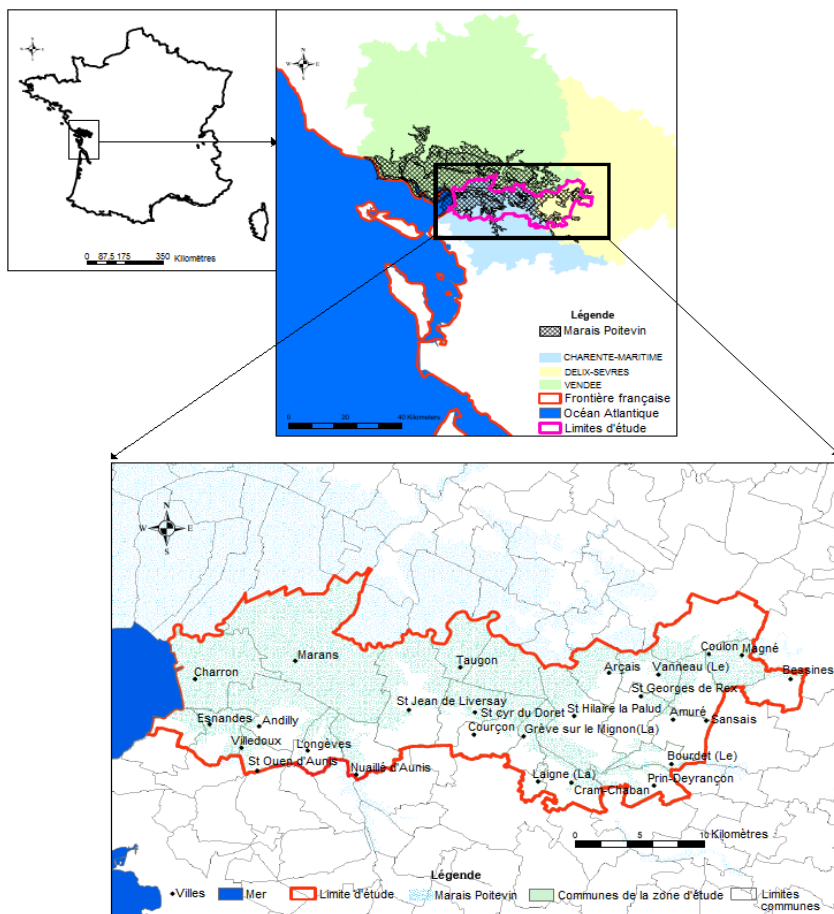 N
W
E
S
0 87,5 175 350 Kilomètres
N
W
E
S
Légende
Marais Poitevin
CHARENTE-MARITIME
DEUX-SEVRES
VENDEE
Frontière française
Océan Atlantique
Limites d'étude
0 20 40 Kilometers
N
W
E
S
Marans
Charron
Taugon
Coulon
Magné
Arçais
Vanneau (Le)
Bessines
St Georges de Rex
St Jean de Liversay
St cyr du Doret
St Hilaire la Palud
Amuré
Sansais
Esnandes
Andilly
Courçon
Grève sur le Mignon(La)
Villedoux
Longèves
Bourdet (Le)
St Ouen d'Aunis
Nuaillé d'Aunis
Laigne (La)
Cram-Chaban
Prin-Deyrançon
0 5 10 Kilomètres
Légende
Villes
Mer
Limite d'étude
Marais Poitevin
Communes de la zone d'étude
Limites
communes